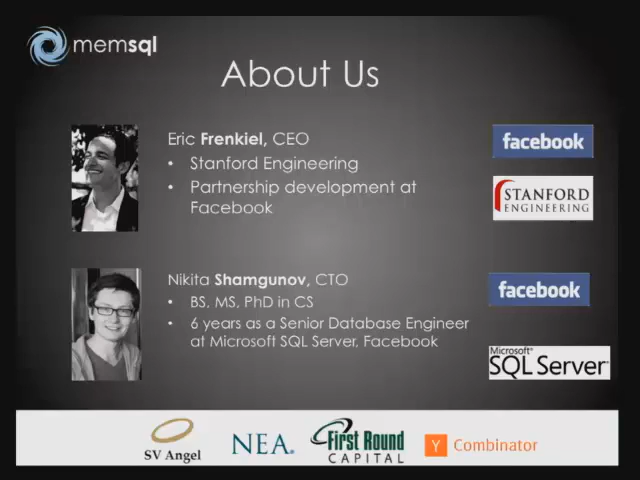 memsql
About Us
Eric Frenkiel, CEO
• Stanford Engineering
• Partnership development at
Facebook
facebook
STANFORD
ENGINEERING
Nikita Shamgunov, CTO
• BS, MS, PhD in CS
• 6 years as a Senior Database Engineer
at Microsoft SQL Server, Facebook
facebook
Microsoft®
SQL Server®
SV Angel
NEA®
First Round
CAPITAL
Y Combinator